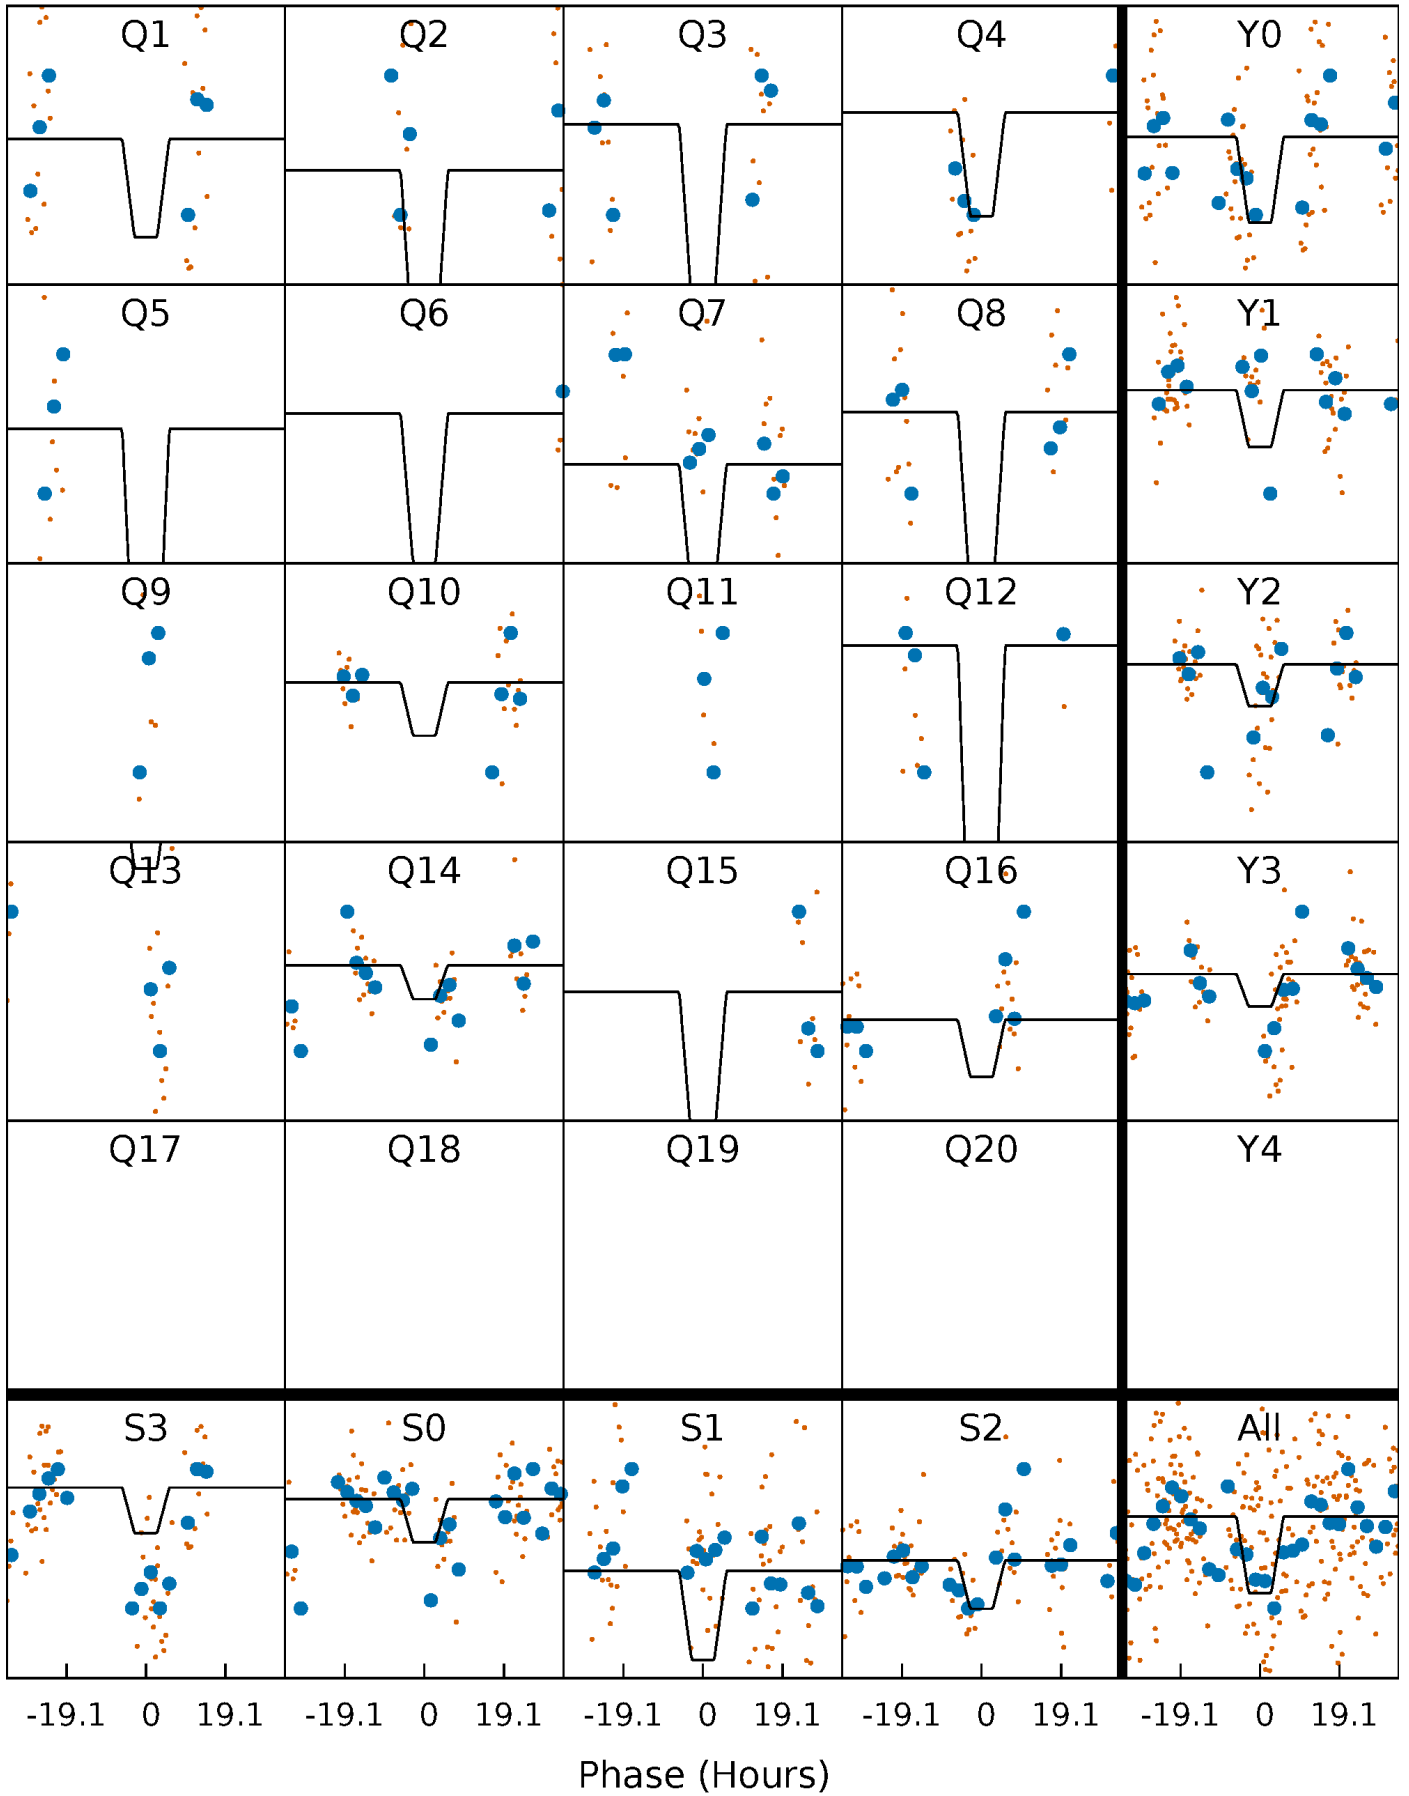 Q1 Q2 Q3 Q4 Y0
Q5 Q6 Q7 Q8 Y1
Q9 Q10 Q11 Q12 Y2
Q13 Q14 Q15 Q16 Y3
Q17 Q18 Q19 Q20 Y4
S3 S0 S1 S2 All
-19.1 0 19.1 -19.1 0 19.1 -19.1 0 19.1 -19.1 0 19.1 -19.1 0 19.1
Phase (Hours)